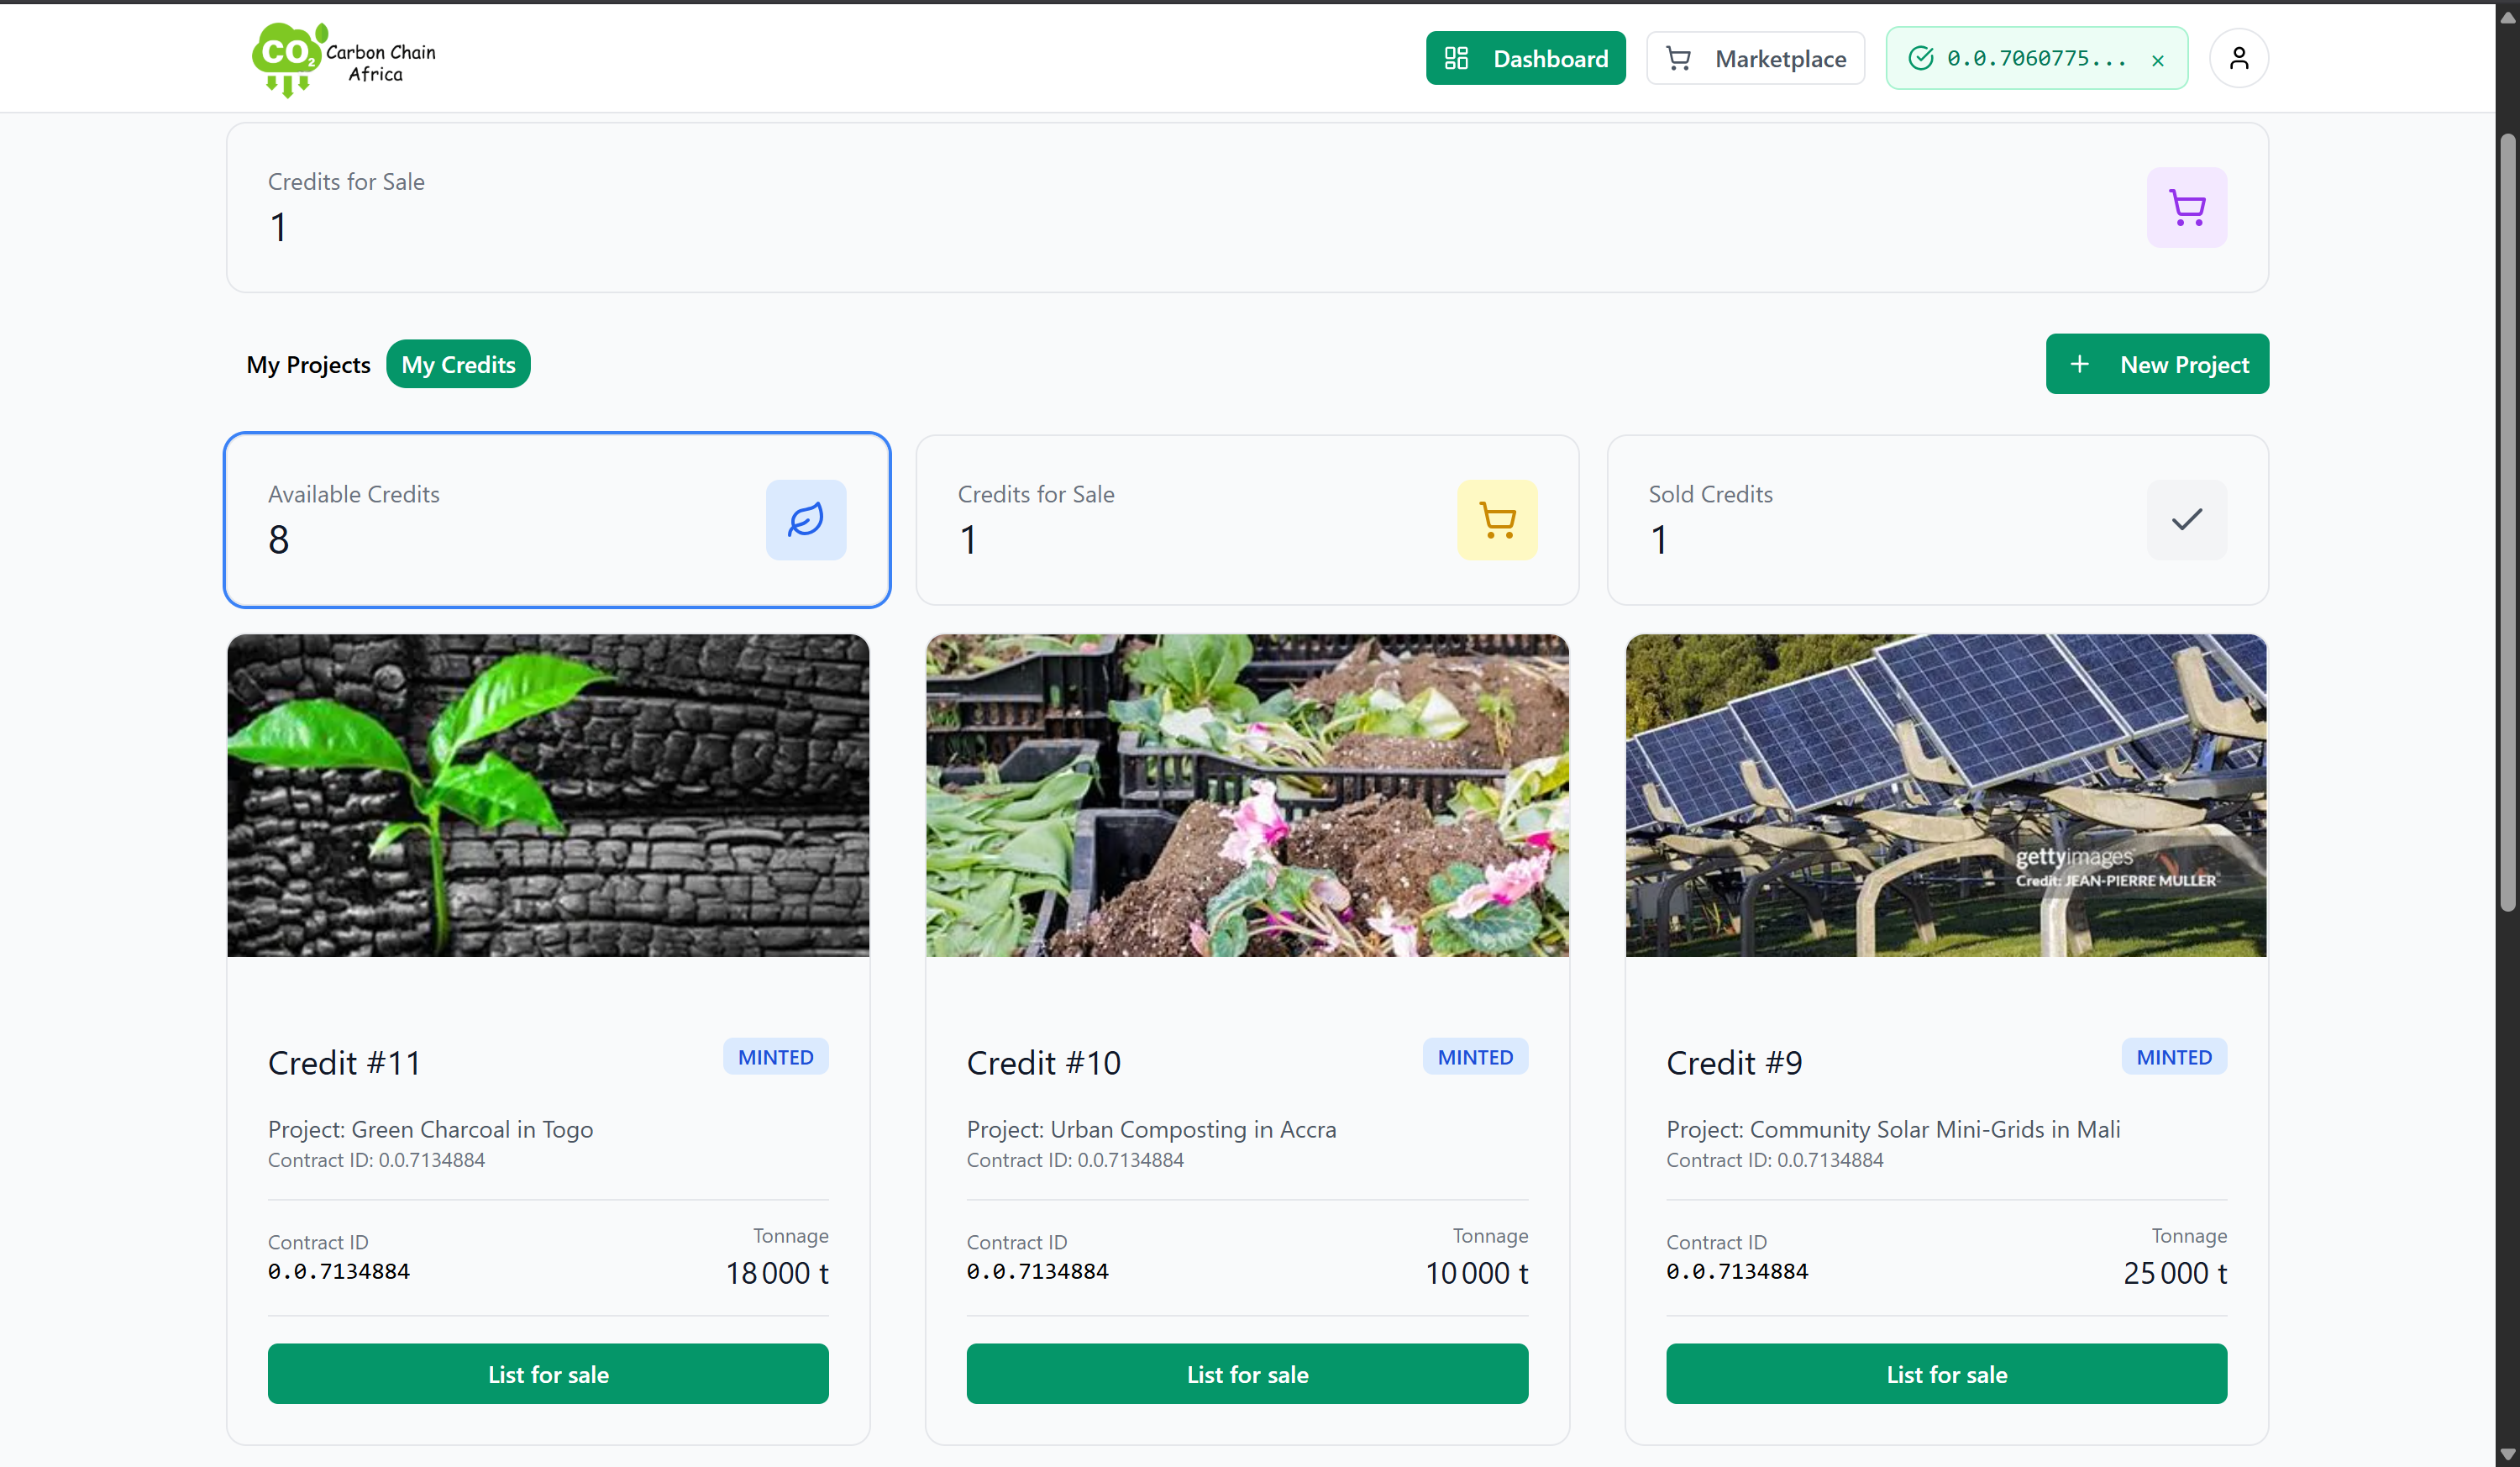 CO2
Carbon Chain
Africa
Dashboard
Marketplace
0.0.7060775... ×
Credits for Sale
1
My Projects
My Credits
+ New Project
Available Credits
8
Credits for Sale
1
Sold Credits
1
gettyimages
Credit: JEAN-PIERRE MULLER
Credit #11
MINTED
Project: Green Charcoal in Togo
Contract ID: 0.0.7134884
Contract ID
0.0.7134884
Tonnage
18 000 t
List for sale
Credit #10
MINTED
Project: Urban Composting in Accra
Contract ID: 0.0.7134884
Contract ID
0.0.7134884
Tonnage
10 000 t
List for sale
Credit #9
MINTED
Project: Community Solar Mini-Grids in Mali
Contract ID: 0.0.7134884
Contract ID
0.0.7134884
Tonnage
25 000 t
List for sale